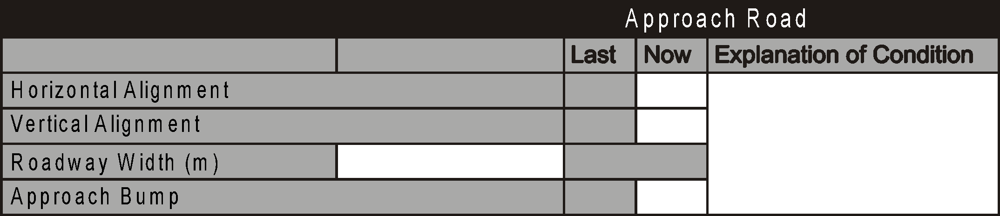 Approach Road
Last Now Explanation of Condition
Horizontal Alignment
Vertical Alignment
Roadway Width (m)
Approach Bump